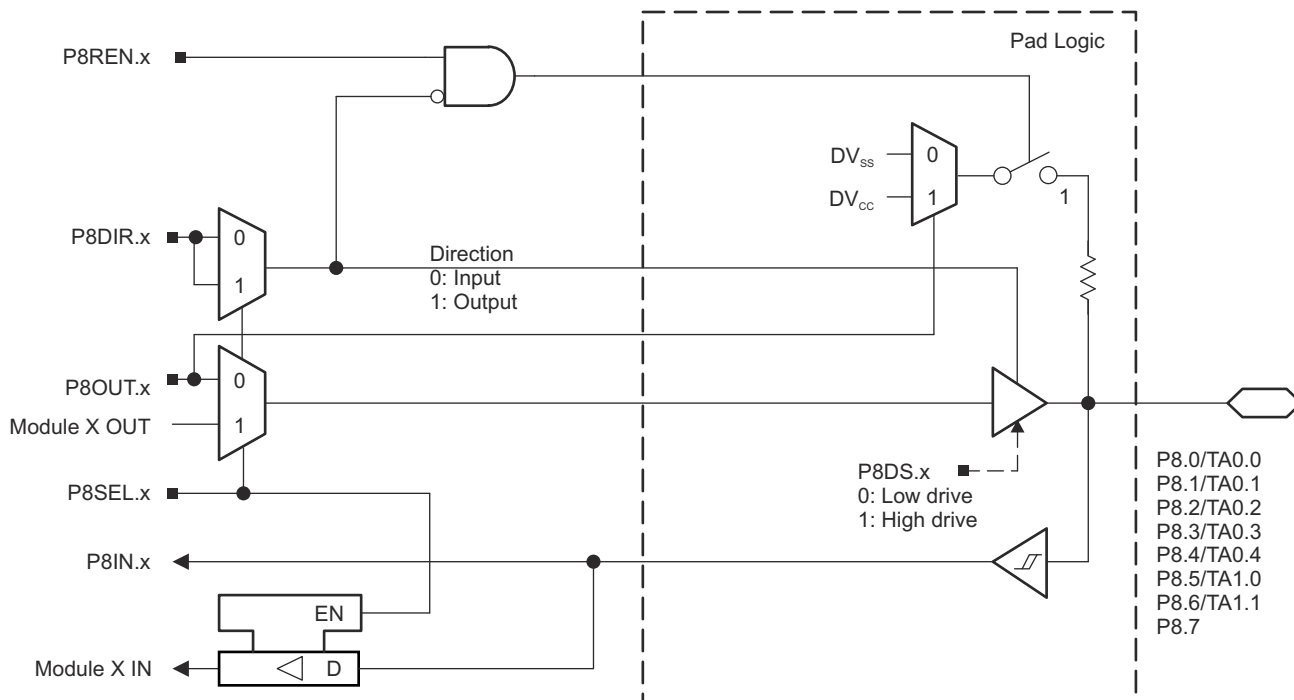 Pad Logic
P8REN.x
DVSS
0
DVCC
1
1
P8DIR.x
0
1
Direction
0: Input
1: Output
P8OUT.x
0
Module X OUT
1
P8DS.x
0: Low drive
1: High drive
P8SEL.x
P8IN.x
EN
Module X IN
D
P8.0/TA0.0
P8.1/TA0.1
P8.2/TA0.2
P8.3/TA0.3
P8.4/TA0.4
P8.5/TA1.0
P8.6/TA1.1
P8.7